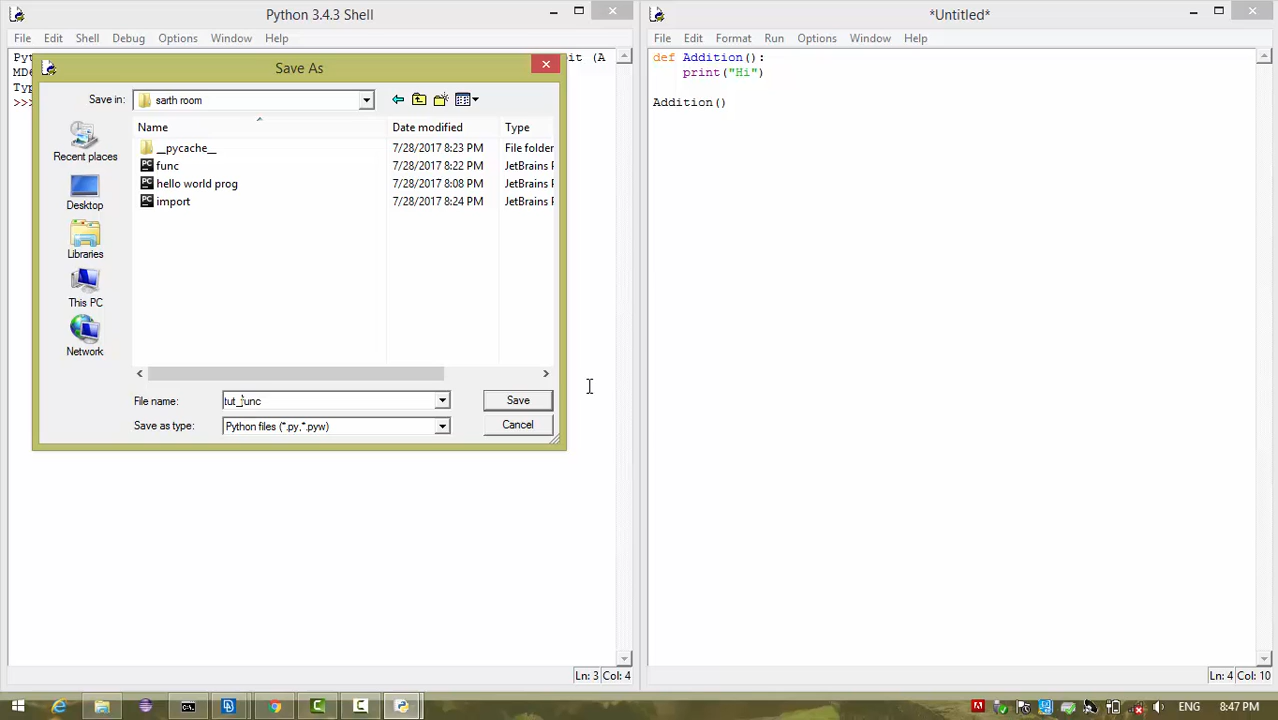 Python 3.4.3 Shell
File Edit Shell Debug Options Window Help
Pyt
it (A
MDe
Typ
>>>
Save As
Save in: sarth room
Name Date modified Type
__pycache__ 7/28/2017 8:23 PM File folder
func 7/28/2017 8:22 PM JetBrains P
hello world prog 7/28/2017 8:08 PM JetBrains P
import 7/28/2017 8:24 PM JetBrains P
Recent places
Desktop
Libraries
This PC
Network
File name: tut_func
Save
Save as type: Python files (*.py,*.pyw)
Cancel
Ln: 3 Col: 4
*Untitled*
File Edit Format Run Options Window Help
def Addition():
print("Hi")
Addition()
Ln: 4 Col: 10
ENG 8:47 PM